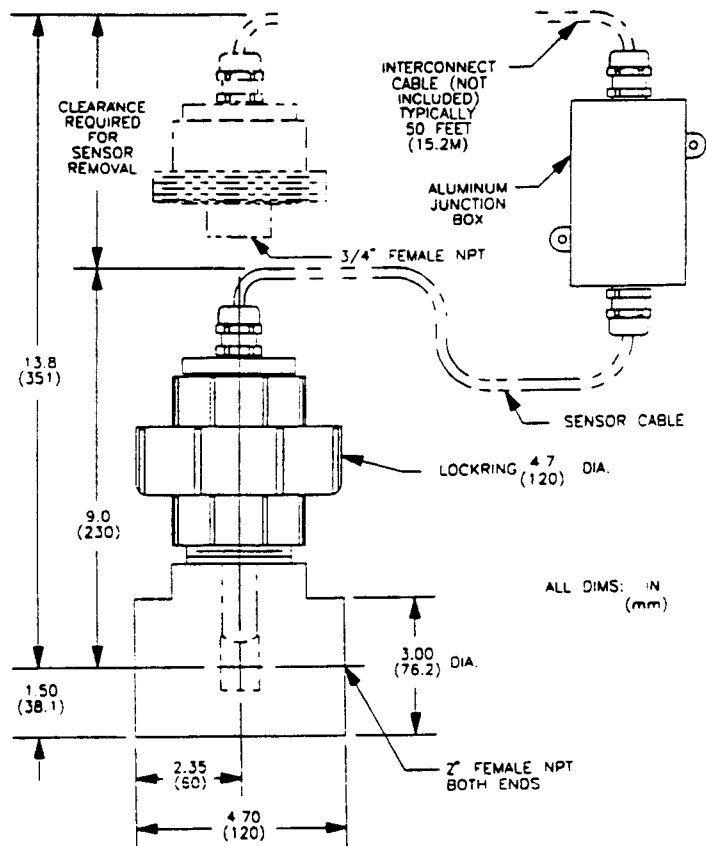 CLEARANCE
REQUIRED
FOR
SENSOR
REMOVAL
INTERCONNECT
CABLE (NOT
INCLUDED)
TYPICALLY
50 FEET
(15.2M)
ALUMINUM
JUNCTION
BOX
3/4" FEMALE NPT
13.8
(351)
SENSOR CABLE
LOCKRING 4.7 DIA.
(120)
9.0
(230)
ALL DIMS: IN
(mm)
3.00
(76.2) DIA.
1.50
(38.1)
2.35
(60)
2" FEMALE NPT
BOTH ENDS
4.70
(120)